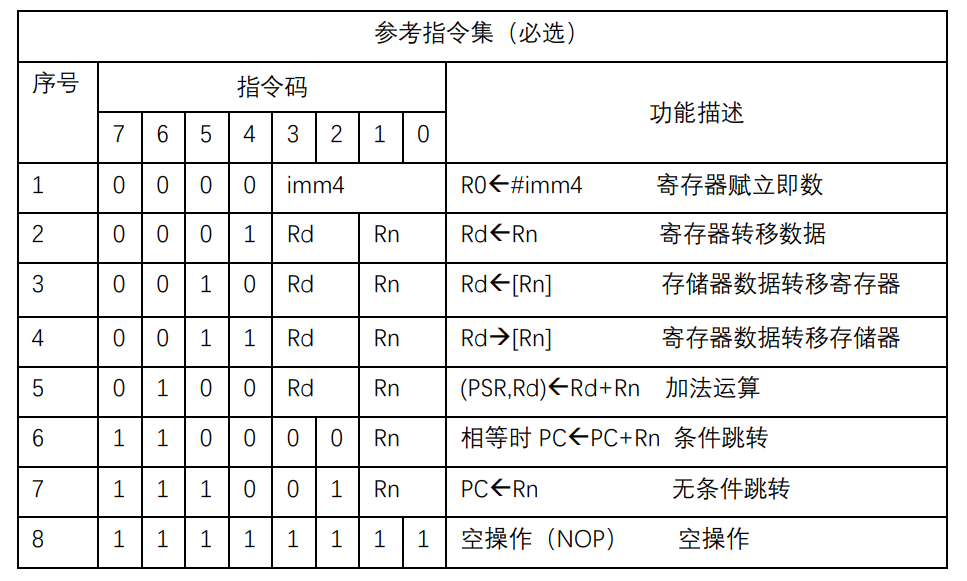 参考指令集（必选）
序号 指令码 功能描述
7 6 5 4 3 2 1 0
1 0 0 0 0 imm4 R0←#imm4 寄存器赋立即数
2 0 0 0 1 Rd Rn Rd←Rn 寄存器转移数据
3 0 0 1 0 Rd Rn Rd←[Rn] 存储器数据转移寄存器
4 0 0 1 1 Rd Rn Rd→[Rn] 寄存器数据转移存储器
5 0 1 0 0 Rd Rn (PSR,Rd)←Rd+Rn 加法运算
6 1 1 0 0 0 0 Rn 相等时 PC←PC+Rn 条件跳转
7 1 1 1 0 0 1 Rn PC←Rn 无条件跳转
8 1 1 1 1 1 1 1 1 空操作（NOP） 空操作